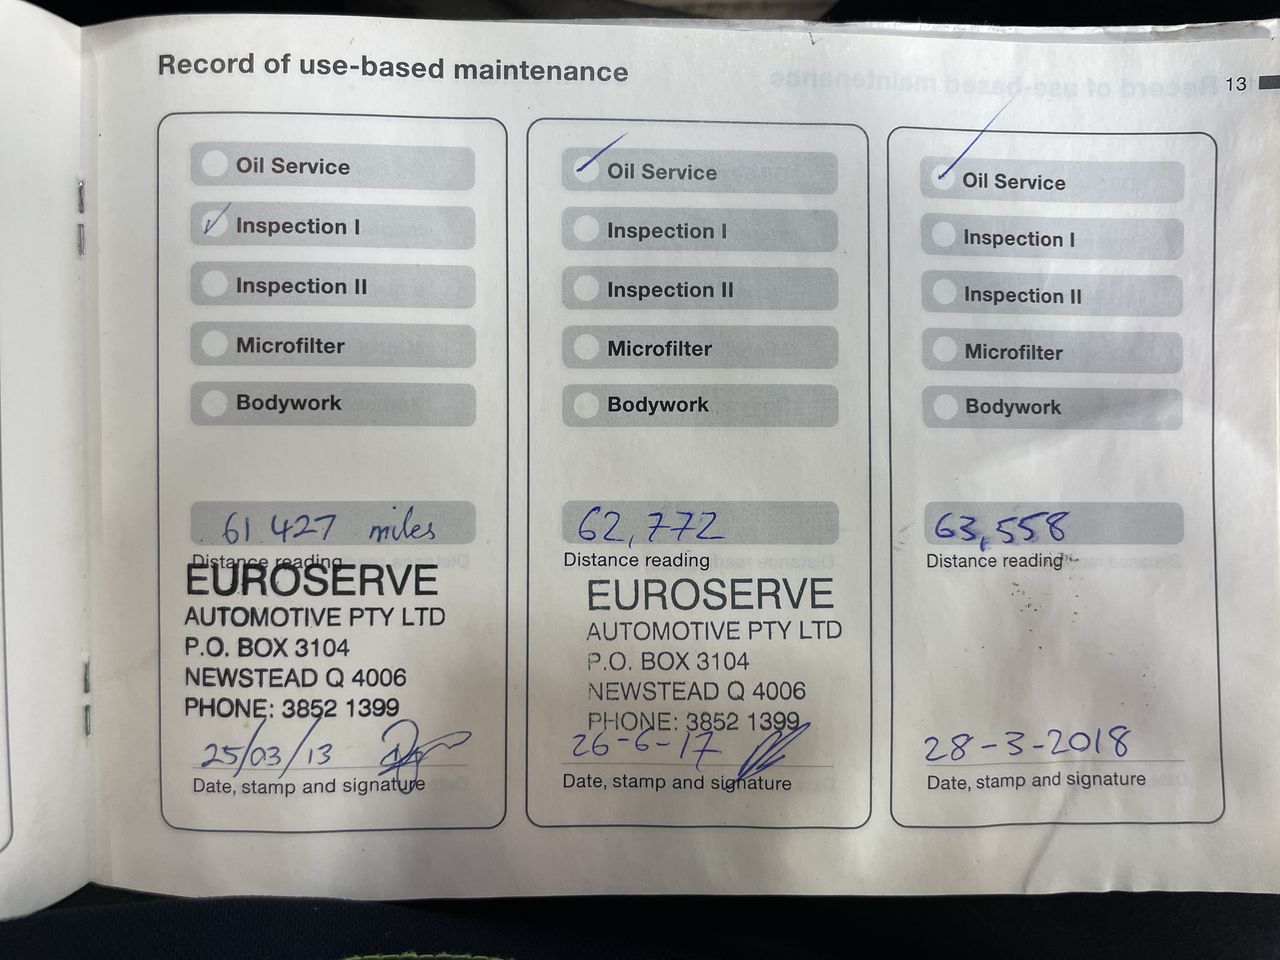 Record of use-based maintenance
13
Oil Service
Inspection I
Inspection II
Microfilter
Bodywork
61 427 miles
Distance reading
EUROSERVE
AUTOMOTIVE PTY LTD
P.O. BOX 3104
NEWSTEAD Q 4006
PHONE: 3852 1399
25/03/13
Date, stamp and signature
Oil Service
Inspection I
Inspection II
Microfilter
Bodywork
62,772
Distance reading
EUROSERVE
AUTOMOTIVE PTY LTD
P.O. BOX 3104
NEWSTEAD Q 4006
PHONE: 3852 1399
26-6-17
Date, stamp and signature
Oil Service
Inspection I
Inspection II
Microfilter
Bodywork
63,558
Distance reading
28-3-2018
Date, stamp and signature